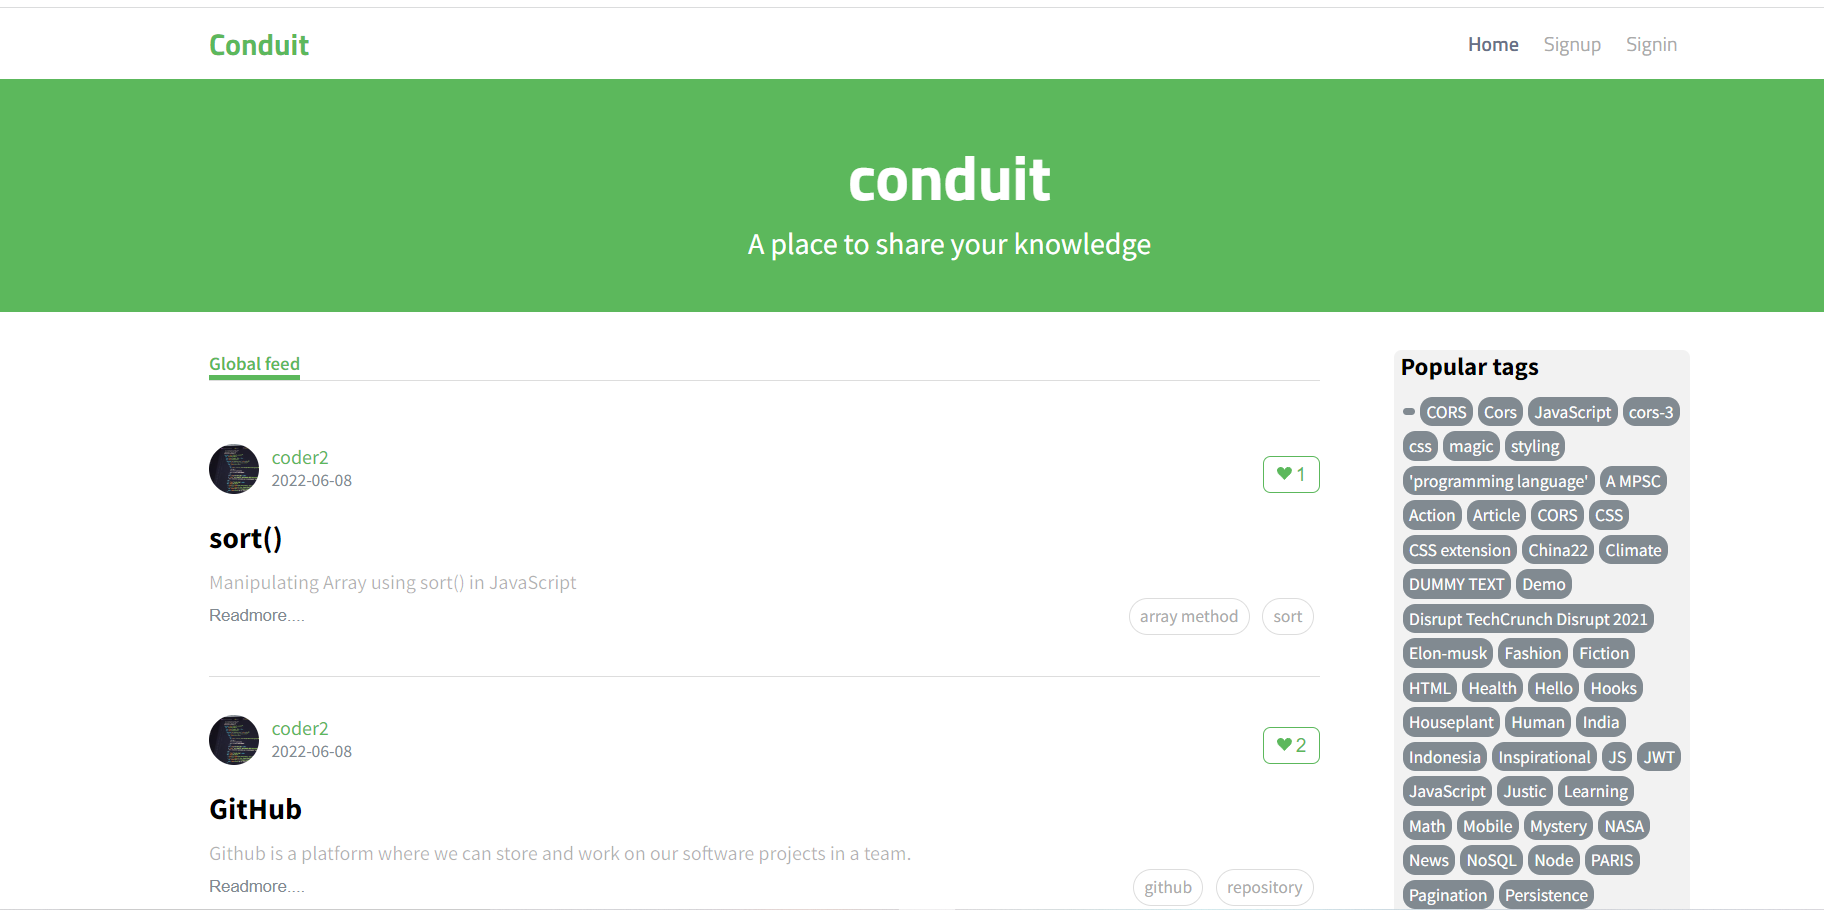 Conduit
Home Signup Signin
conduit
A place to share your knowledge
Global feed
coder2
2022-06-08
1
sort()
Manipulating Array using sort() in JavaScript
Readmore....
array method sort
coder2
2022-06-08
2
GitHub
Github is a platform where we can store and work on our software projects in a team.
Readmore....
github repository
Popular tags
CORS Cors JavaScript cors-3
css magic styling
'programming language' A MPSC
Action Article CORS CSS
CSS extension China22 Climate
DUMMY TEXT Demo
Disrupt TechCrunch Disrupt 2021
Elon-musk Fashion Fiction
HTML Health Hello Hooks
Houseplant Human India
Indonesia Inspirational JS JWT
JavaScript Justic Learning
Math Mobile Mystery NASA
News NoSQL Node PARIS
Pagination Persistence